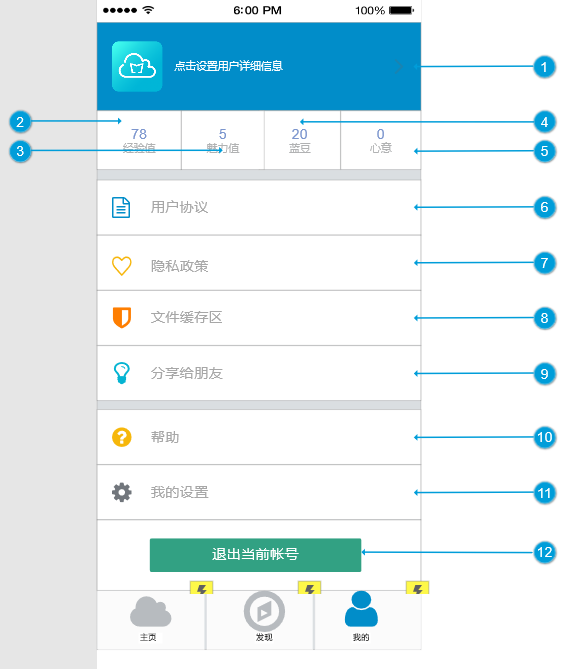 6:00 PM 100%
点击设置用户详细信息
1
2
4
78 5 20 0
经验值 魅力值 蓝豆 心意
3
5
用户协议
6
隐私政策
7
文件缓存区
8
分享给朋友
9
帮助
10
我的设置
11
退出当前帐号
12
主页 发现 我的